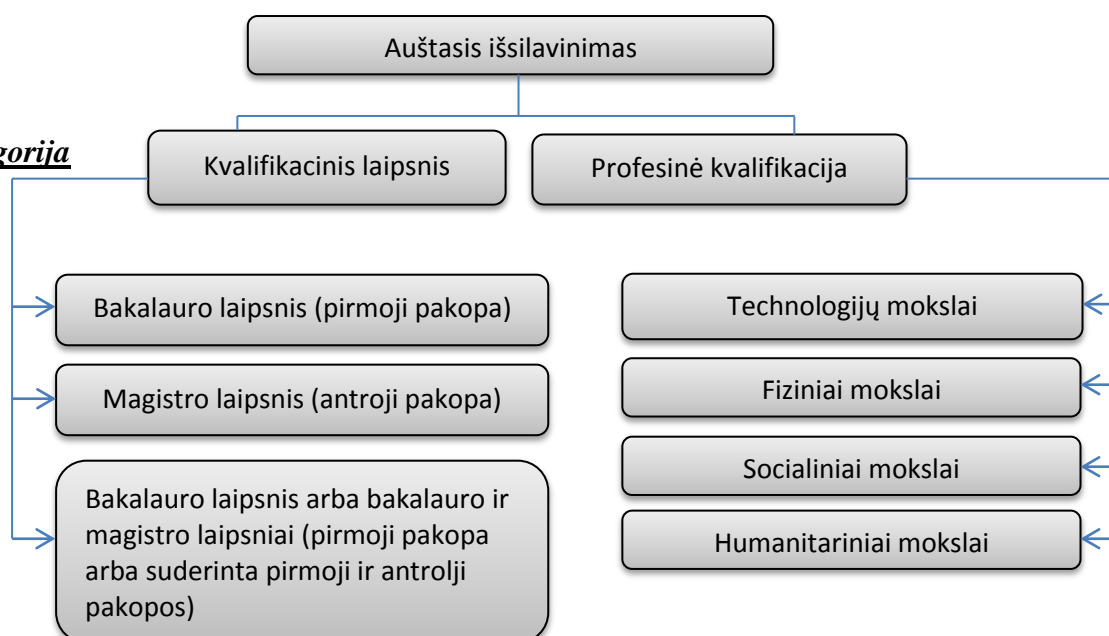 Auštasis išsilavinimas
gorija
Kvalifikacinis laipsnis
Profesinė kvalifikacija
Bakalauro laipsnis (pirmoji pakopa)
Technologijų mokslai
Magistro laipsnis (antroji pakopa)
Fiziniai mokslai
Bakalauro laipsnis arba bakalauro ir
magistro laipsniai (pirmoji pakopa
arba suderinta pirmoji ir antrolji
pakopos)
Socialiniai mokslai
Humanitariniai mokslai